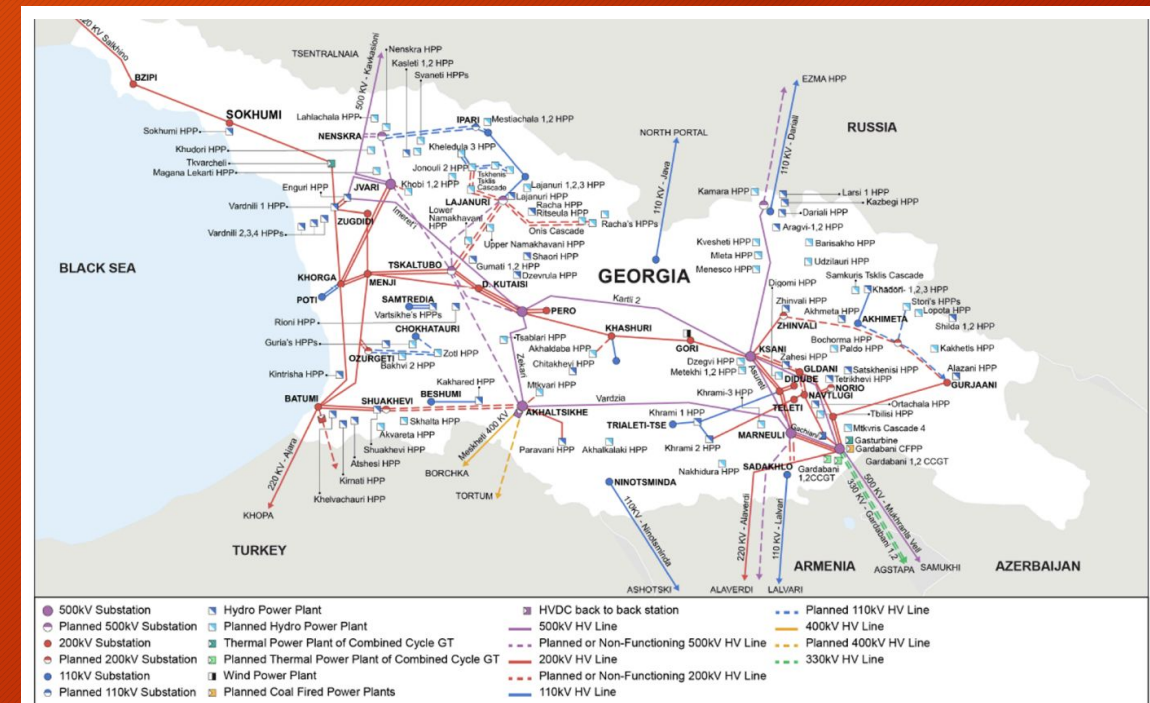 20 KV Salkhino
BZIPI
SOKHUMI
Sokhumi HPP
TSENTRALNAIA
500 KV - Kavkasioni
Nenskra HPP
Kasleti 1,2 HPP
Svaneti HPPs
Lahlachala HPP
NENSKRA
IPARI
Mestiachala 1,2 HPP
Khudori HPP
Tkvarcheli
Magana Lekarti HPP
Kheledula 3 HPP
Jonouli 2 HPP
Tskhenis
Tsklis
Cascade
Enguri HPP
JVARI
Khobi 1,2 HPP
Lajanuri 1,2,3 HPP
Lajanuri HPP
LAJANURI
Racha HPP
Ritseula HPP
Onis Cascade
Racha's HPPs
Vardnili 1 HPP
ZUGDIDI
Imereti
Lower
Namakhavani
HPP
Vardnili 2,3,4 HPPs
Upper Namakhavani HPP
TSKALTUBO
Shaori HPP
Gumati 1,2 HPP
Dzevrula HPP
BLACK SEA
KHORGA
MENJI
D. KUTAISI
POTI
SAMTREDIA
Vartsikhe's HPPs
PERO
Rioni HPP
CHOKHATAURI
Guria's HPPs
OZURGETI
Zoti HPP
Bakhvi 2 HPP
Kintrisha HPP
Tsablari HPP
Zekari
Akhaldaba HPP
Chitakhevi HPP
KHASHURI
GORI
Kartli 2
GEORGIA
NORTH PORTAL
110 KV - Java
RUSSIA
EZMA HPP
110 KV - Dariali
Kamara HPP
Larsi 1 HPP
Kazbegi HPP
Dariali HPP
Aragvi-1,2 HPP
Kvesheti HPP
Mleta HPP
Menesco HPP
Barisakho HPP
Udzilauri HPP
Samkuris Tsklis Cascade
Digomi HPP
Zhinvali HPP
Khadori- 1,2,3 HPP
Akhmeta HPP
Stori's HPPs
Lopota HPP
ZHINVALI
AKHIMETA
Shilda 1,2 HPP
Bochorma HPP
Paldo HPP
Kakhetis HPP
KSANI
Zahesi HPP
Dzegvi HPP
Metekhi 1,2 HPP
GLDANI
Satskhenisi HPP
Alazani HPP
Asureti
DIDUBE
Tetrikhevi HPP
NORIO
GURJAANI
NAVTLUGI
Khrami-3 HPP
TELETI
Ortachala HPP
Tbilisi HPP
BATUMI
SHUAKHEVI
BESHUMI
Kakhared HPP
Mtkvari HPP
AKHALTSIKHE
Vardzia
Khrami 1 HPP
TRIALETI-TSE
Khrami 2 HPP
MARNEULI
Gachiani
Mtkvris Cascade 4
Gasturbine
Gardabani CFPP
Gardabani 1,2 CCGT
Skhalta HPP
Akvareta HPP
Shuakhevi HPP
Atshesi HPP
Kirnati HPP
Khelvachauri HPP
Meskheti 400 KV
BORCHKA
TORTUM
Paravani HPP
Akhalkalaki HPP
Nakhidura HPP
SADAKHLO
Gardabani
1,2CCGT
NINOTSMINDA
220 KV - Ajara
KHOPA
TURKEY
110KV - Ninotsminda
ASHOTSKI
220 KV - Alaverdi
110 KV - Lalvari
ALAVERDI
LALVARI
ARMENIA
330 KV - Gardabani 1,2
500 KV - Mukhranis Veli
AGSTAPA
SAMUKHI
AZERBAIJAN
500kV Substation
Planned 500kV Substation
200kV Substation
Planned 200kV Substation
110kV Substation
Planned 110kV Substation
Hydro Power Plant
Planned Hydro Power Plant
Thermal Power Plant of Combined Cycle GT
Planned Thermal Power Plant of Combined Cycle GT
Wind Power Plant
Planned Coal Fired Power Plants
HVDC back to back station
500kV HV Line
Planned or Non-Functioning 500kV HV Line
200kV HV Line
Planned or Non-Functioning 200kV HV Line
110kV HV Line
Planned 110kV HV Line
400kV HV Line
Planned 400kV HV Line
330kV HV Line